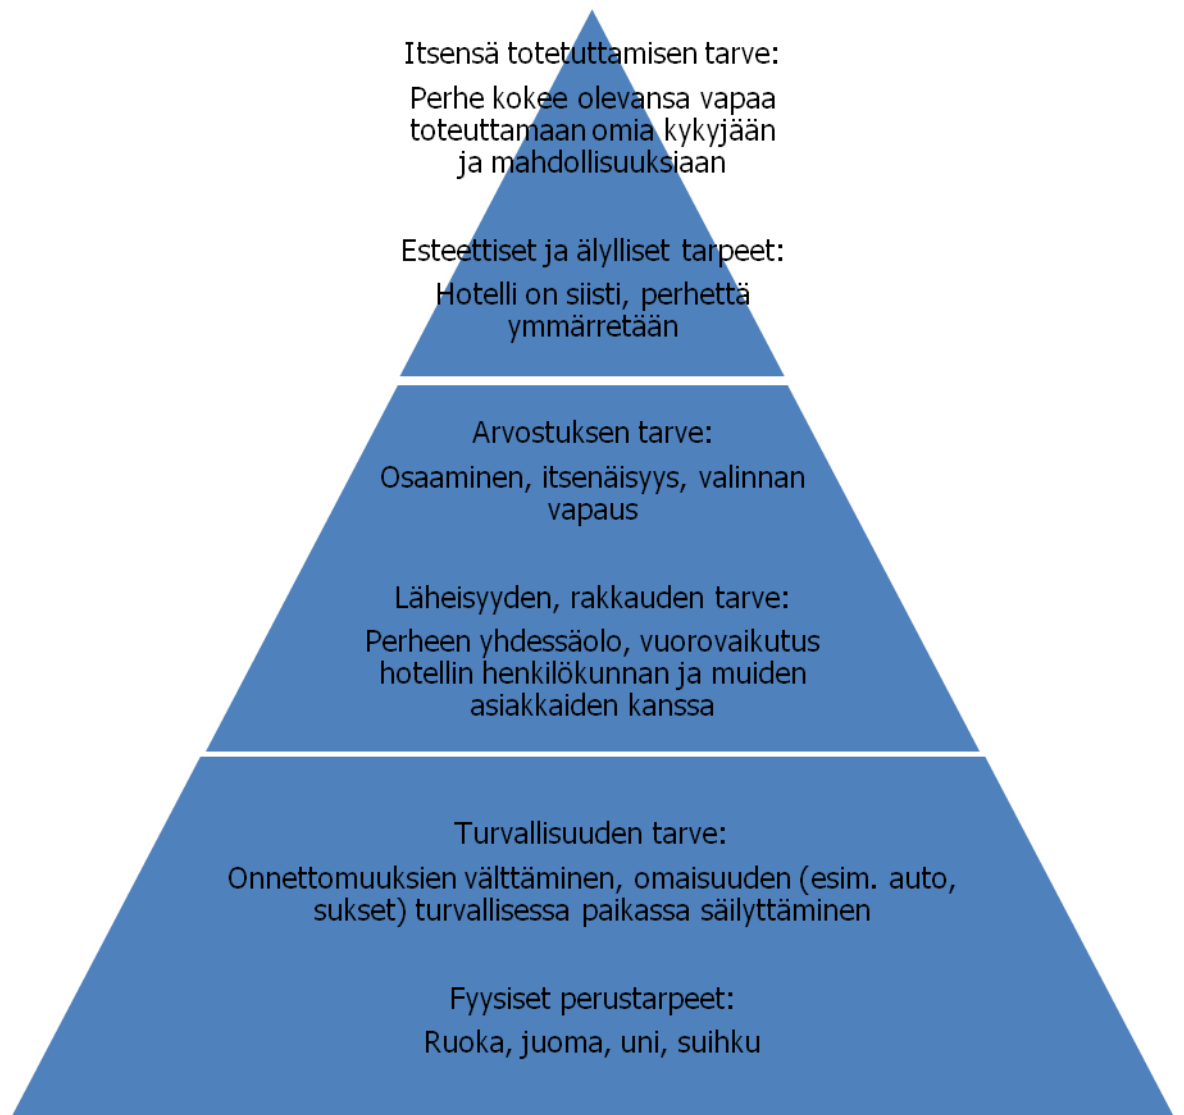 Itsensä totetuttamisen tarve:
Perhe kokee olevansa vapaa
toteuttamaan omia kykyjään
ja mahdollisuuksiaan
Esteettiset ja älylliset tarpeet:
Hotelli on siisti, perhettä
ymmärretään
Arvostuksen tarve:
Osaaminen, itsenäisyys, valinnan
vapaus
Läheisyyden, rakkauden tarve:
Perheen yhdessäolo, vuorovaikutus
hotellin henkilökunnan ja muiden
asiakkaiden kanssa
Turvallisuuden tarve:
Onnettomuuksien välttäminen, omaisuuden (esim. auto,
sukset) turvallisessa paikassa säilyttäminen
Fyysiset perustarpeet:
Ruoka, juoma, uni, suihku